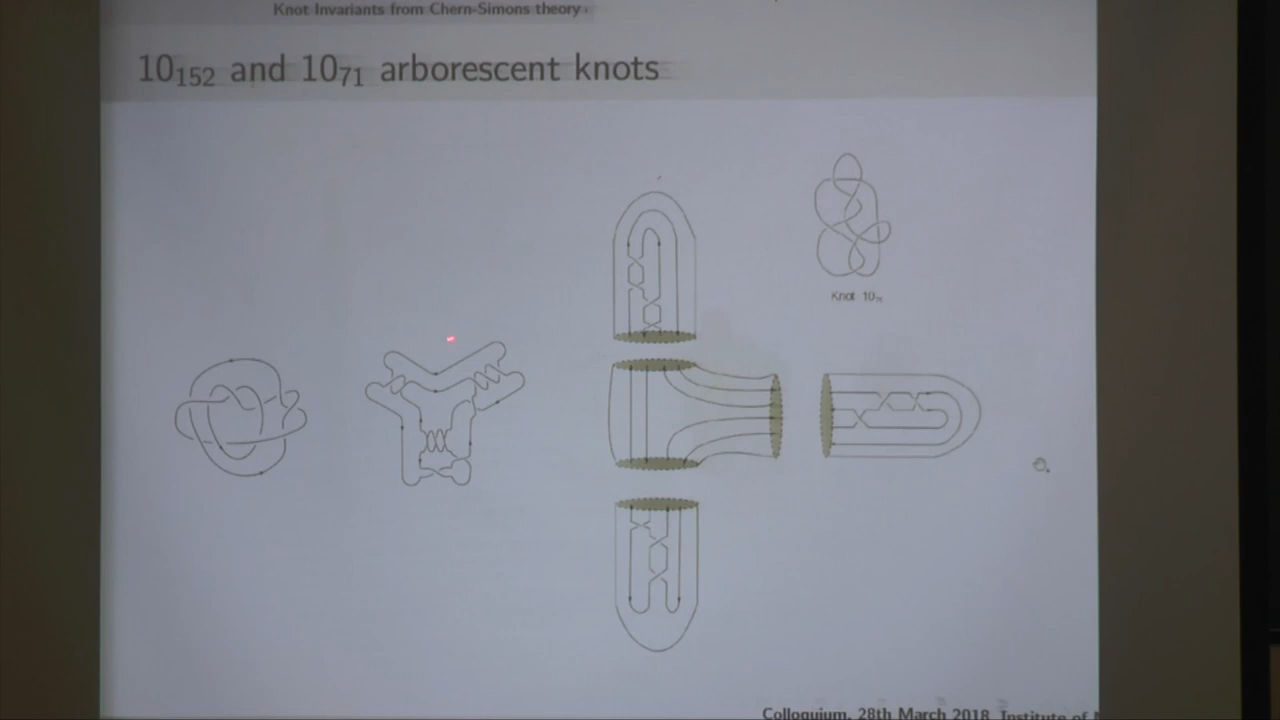 Knot Invariants from Chern-Simons theory
10₁₅₂ and 10₇₁ arborescent knots
Knot 10₇₁
Colloquium, 28th March 2018, Institute of